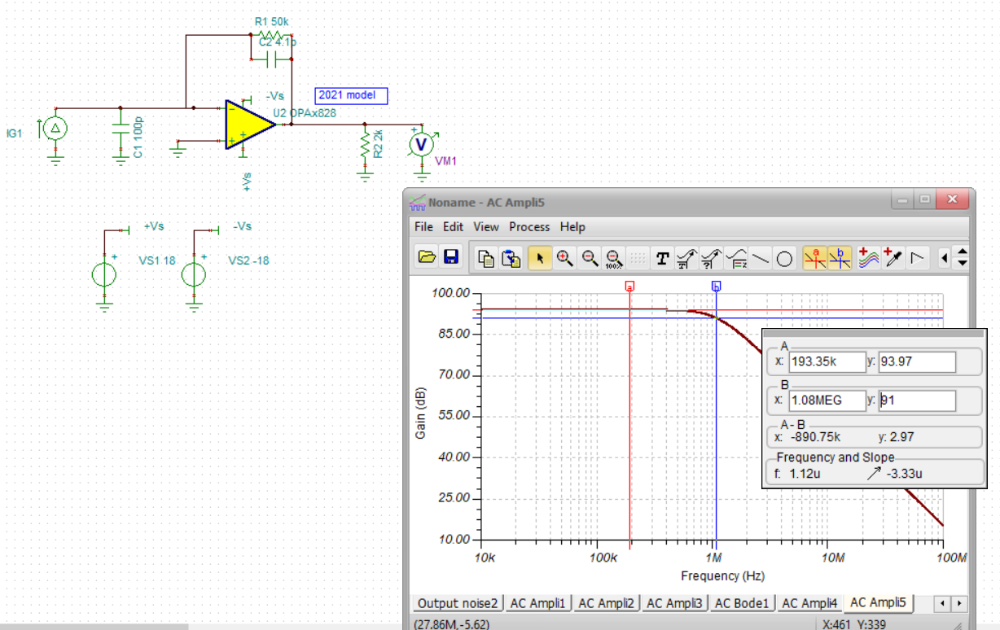 R1 50k
C2 4.1p
-Vs
2021 model
U2 OPAx828
IG1
C1 100p
R2 2k
V
VM1
+Vs
+Vs
-Vs
VS1 18
VS2 -18
Noname - AC Ampli5
File Edit View Process Help
100%
T
a
b
a
b
100.00
85.00
70.00
55.00
40.00
25.00
10.00
Gain (dB)
10k
100k
1M
10M
100M
Frequency (Hz)
A
x: 193.35k y: 93.97
B
x: 1.08MEG y: 91
A - B
x: -890.75k y: 2.97
Frequency and Slope
f: 1.12u -3.33u
Output noise2 AC Ampli1 AC Ampli2 AC Ampli3 AC Bode1 AC Ampli4 AC Ampli5
(27.86M,-5.62) X:461 Y:339